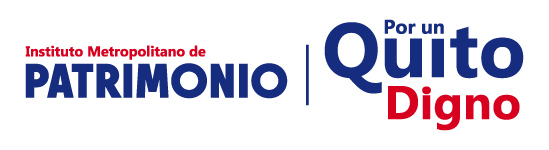 Instituto Metropolitano de
PATRIMONIO
Por un
Quito
Digno